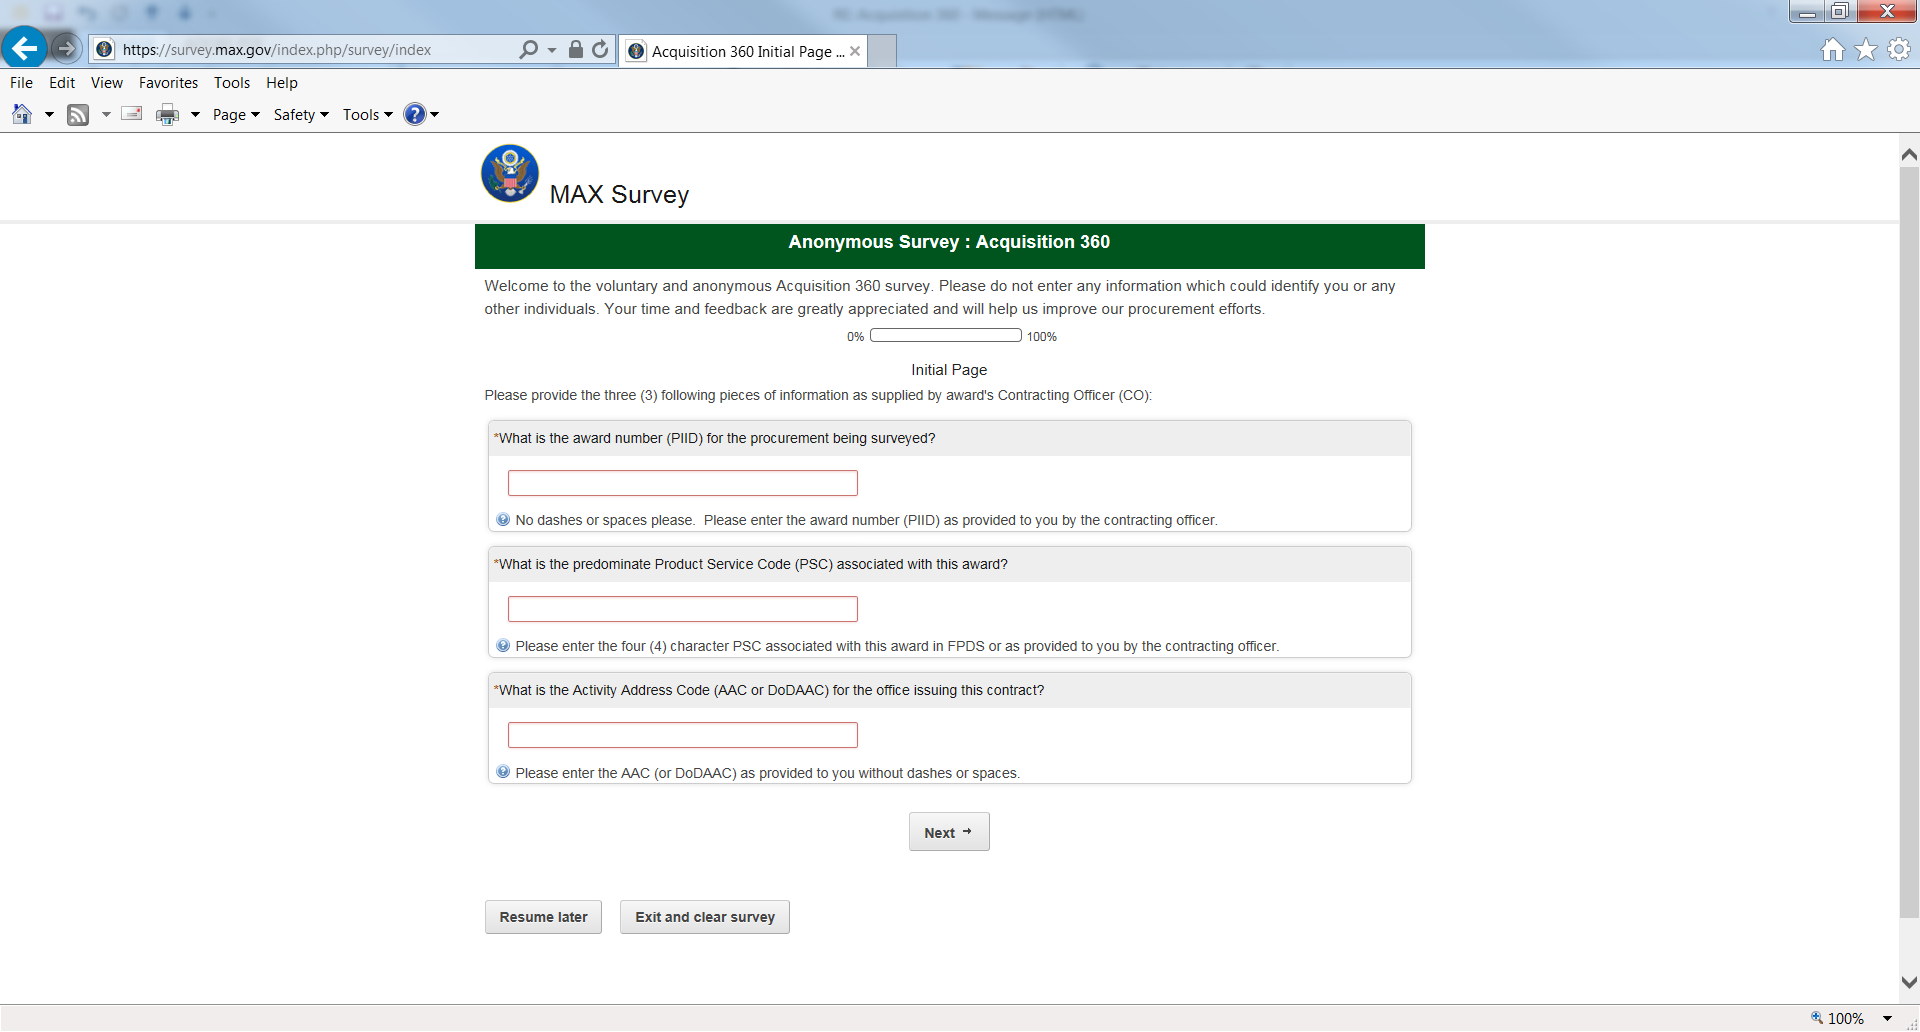 https://survey.max.gov/index.php/survey/index
Acquisition 360 Initial Page ...
File Edit View Favorites Tools Help
Page Safety Tools
MAX Survey
Anonymous Survey : Acquisition 360
Welcome to the voluntary and anonymous Acquisition 360 survey. Please do not enter any information which could identify you or any
other individuals. Your time and feedback are greatly appreciated and will help us improve our procurement efforts.
0% 100%
Initial Page
Please provide the three (3) following pieces of information as supplied by award's Contracting Officer (CO):
*What is the award number (PIID) for the procurement being surveyed?
No dashes or spaces please. Please enter the award number (PIID) as provided to you by the contracting officer.
*What is the predominate Product Service Code (PSC) associated with this award?
Please enter the four (4) character PSC associated with this award in FPDS or as provided to you by the contracting officer.
*What is the Activity Address Code (AAC or DoDAAC) for the office issuing this contract?
Please enter the AAC (or DoDAAC) as provided to you without dashes or spaces.
Next
Resume later Exit and clear survey
100%